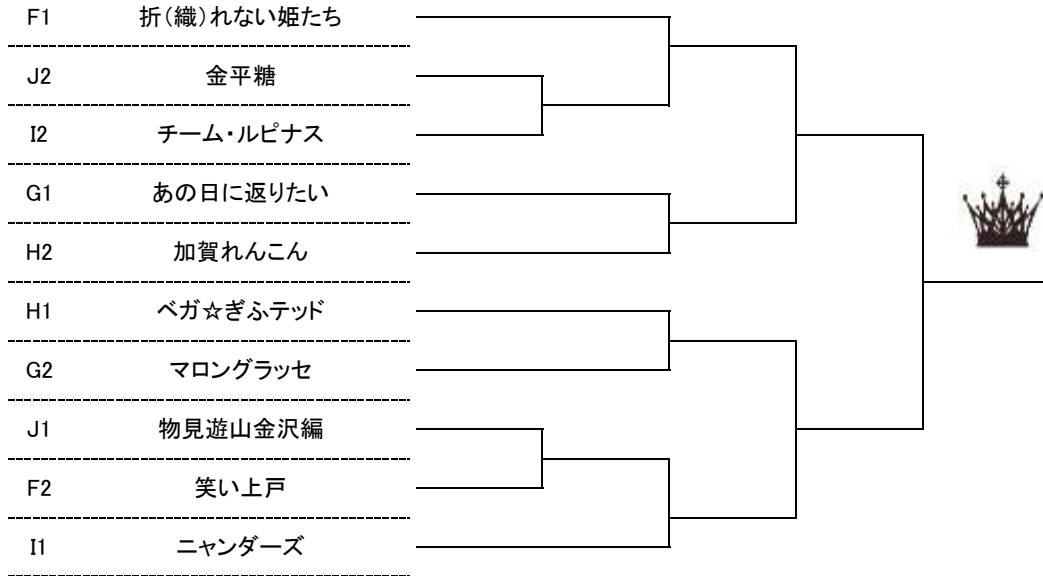 F1 折(織)れない姫たち
J2 金平糖
I2 チーム・ルピナス
G1 あの日に返りたい
H2 加賀れんこん
H1 ベガ☆ぎふテッド
G2 マロングラッセ
J1 物見遊山金沢編
F2 笑い上戸
I1 ニャンダーズ